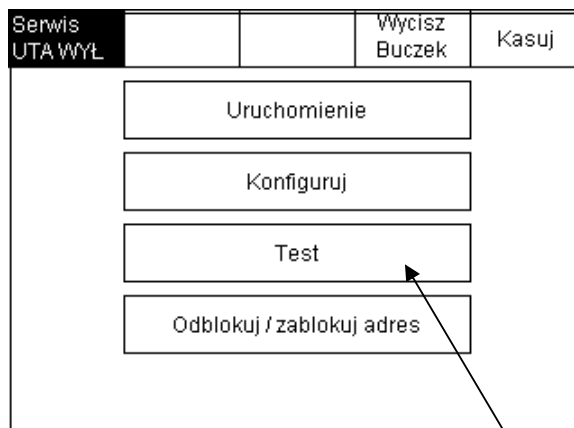 Serwis
UTA WYŁ
Wycisz
Buczek
Kasuj
Uruchomienie
Konfiguruj
Test
Odblokuj / zablokuj adres